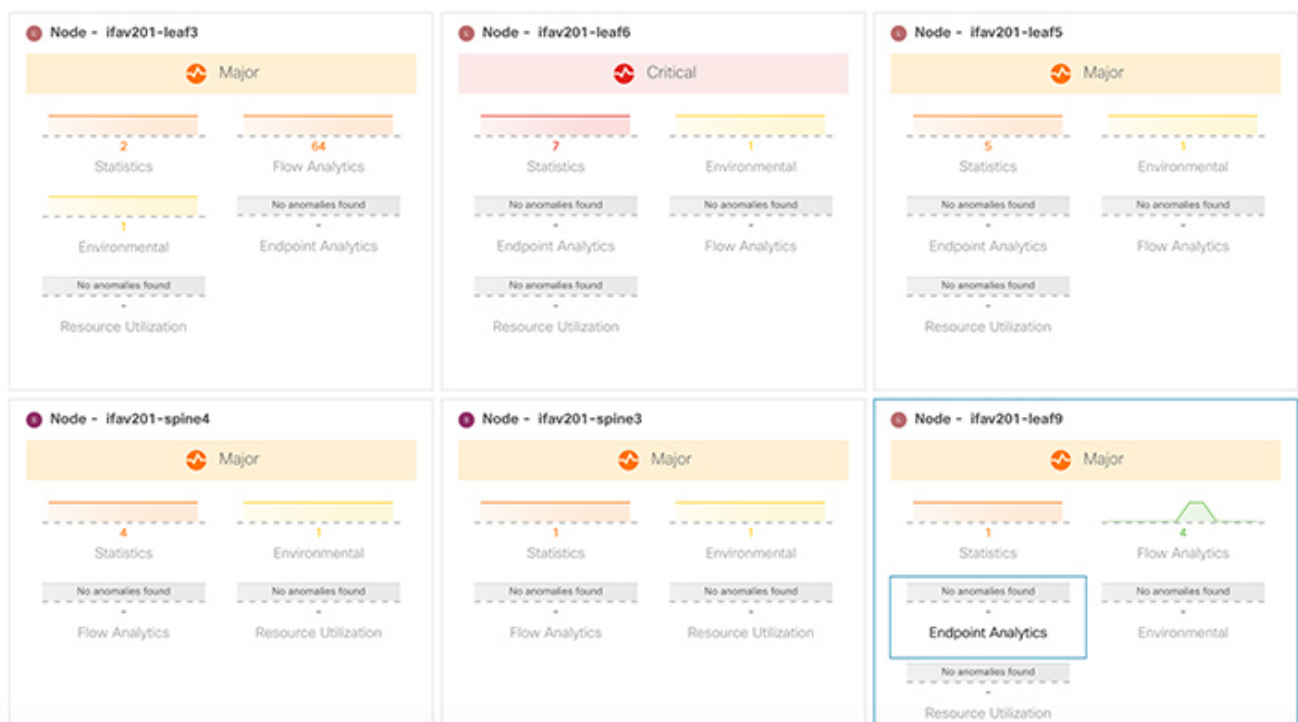 Node - ifav201-leaf3
Major
2
Statistics
64
Flow Analytics
1
Environmental
No anomalies found
-
Endpoint Analytics
No anomalies found
-
Resource Utilization
Node - ifav201-leaf6
Critical
7
Statistics
1
Environmental
No anomalies found
-
Endpoint Analytics
No anomalies found
-
Flow Analytics
No anomalies found
-
Resource Utilization
Node - ifav201-leaf5
Major
5
Statistics
1
Environmental
No anomalies found
-
Endpoint Analytics
No anomalies found
-
Flow Analytics
No anomalies found
-
Resource Utilization
Node - ifav201-spine4
Major
4
Statistics
1
Environmental
No anomalies found
-
Flow Analytics
No anomalies found
-
Resource Utilization
Node - ifav201-spine3
Major
1
Statistics
1
Environmental
No anomalies found
-
Flow Analytics
No anomalies found
-
Resource Utilization
Node - ifav201-leaf9
Major
1
Statistics
4
Flow Analytics
No anomalies found
-
Endpoint Analytics
No anomalies found
-
Environmental
No anomalies found
-
Resource Utilization